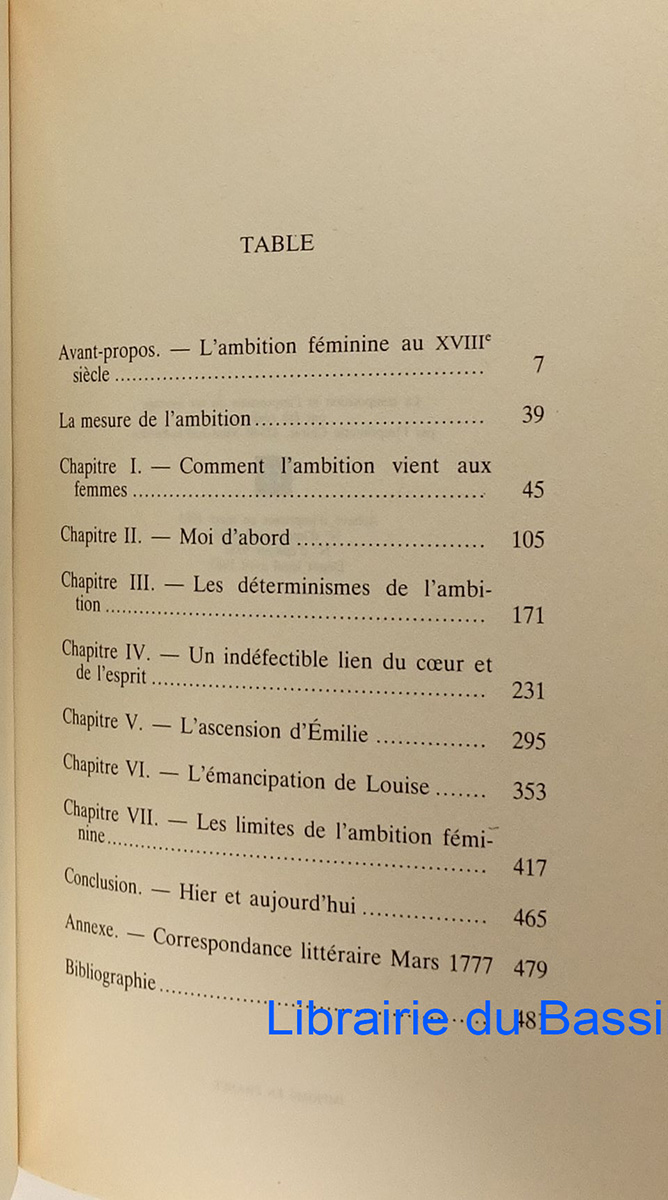 TABLE
Avant-propos. — L'ambition féminine au XVIIIe
siècle ........ 7
La mesure de l'ambition ........ 39
Chapitre I. — Comment l'ambition vient aux
femmes ........ 45
Chapitre II. — Moi d'abord ........ 105
Chapitre III. — Les déterminismes de l'ambi-
tion ........ 171
Chapitre IV. — Un indéfectible lien du cœur et
de l'esprit ........ 231
Chapitre V. — L'ascension d'Émilie ........ 295
Chapitre VI. — L'émancipation de Louise ....... 353
Chapitre VII. — Les limites de l'ambition fémi-
nine ........ 417
Conclusion. — Hier et aujourd'hui ........ 465
Annexe. — Correspondance littéraire Mars 1777 479
Bibliographie ........
Librairie du Bassi